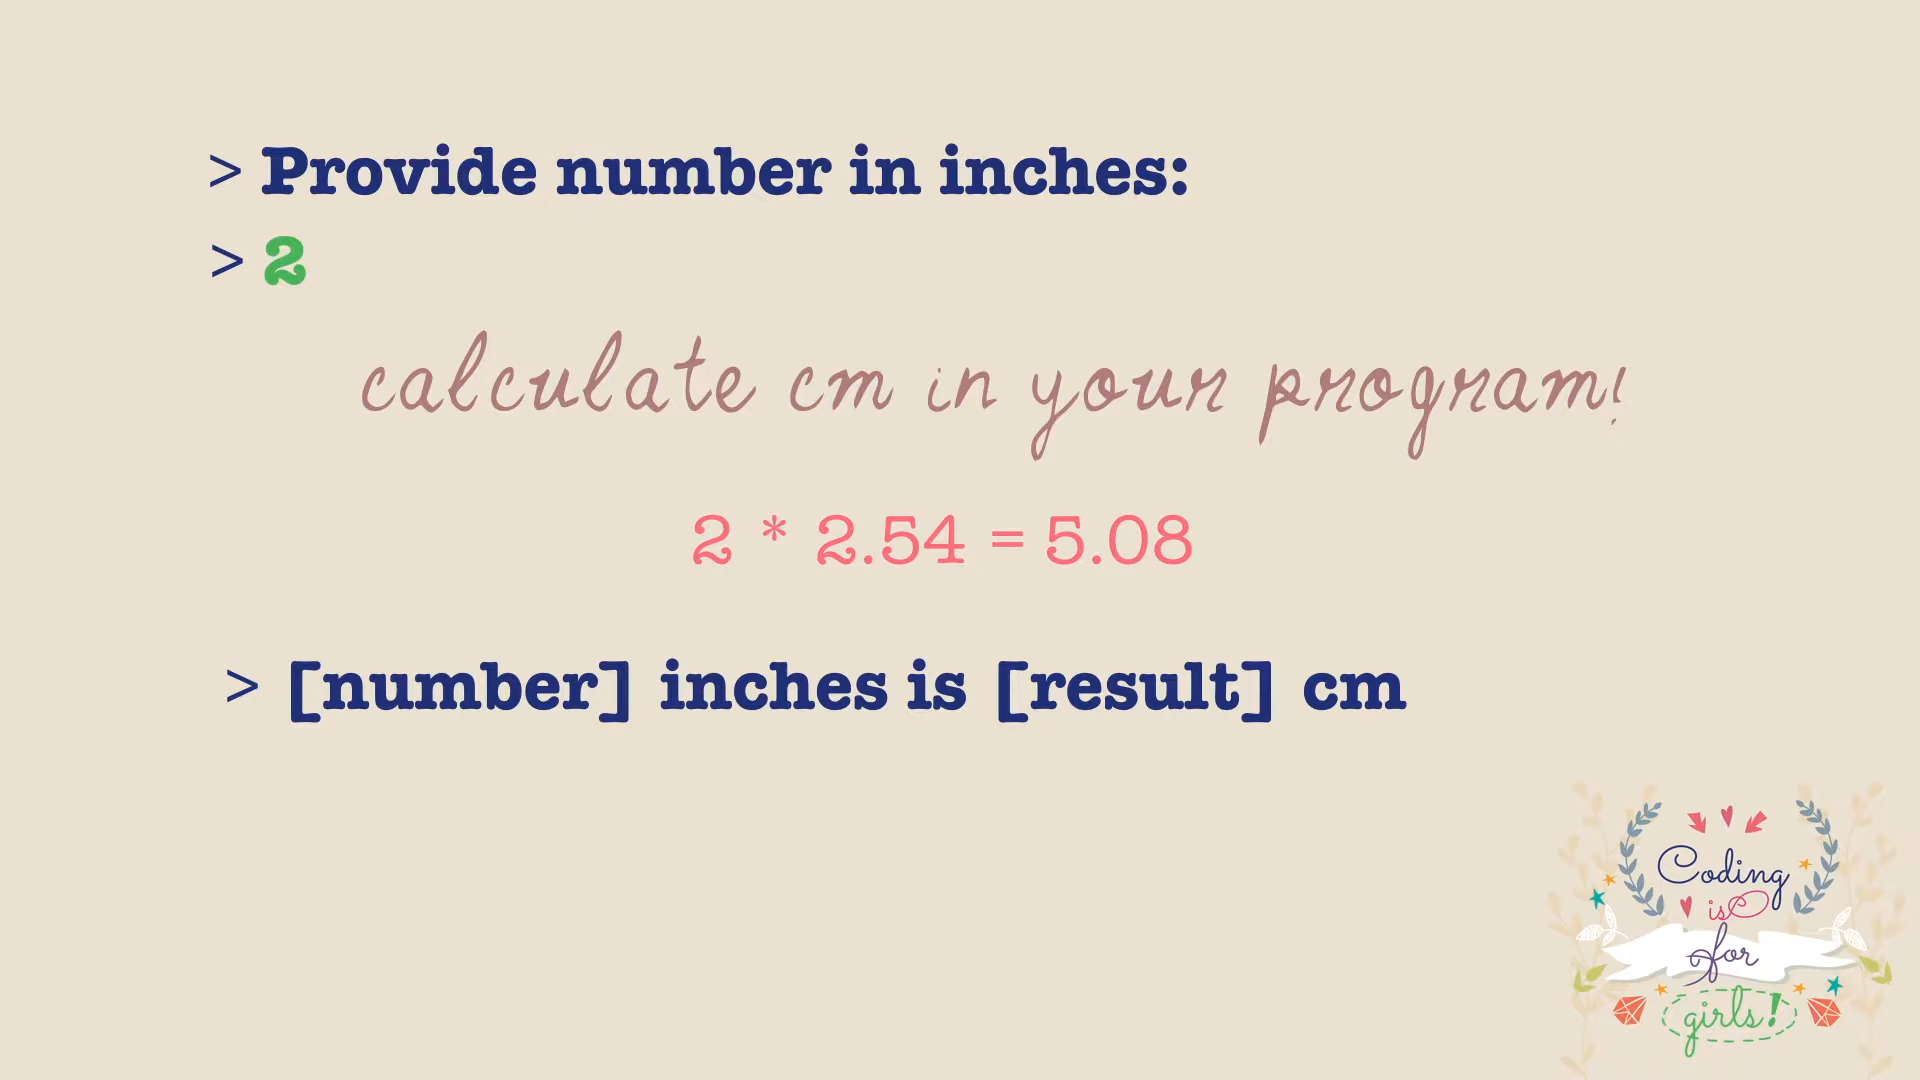 > Provide number in inches:
> 2
calculate cm in your program!
2 * 2.54 = 5.08
> [number] inches is [result] cm
Coding
is
for
girls!